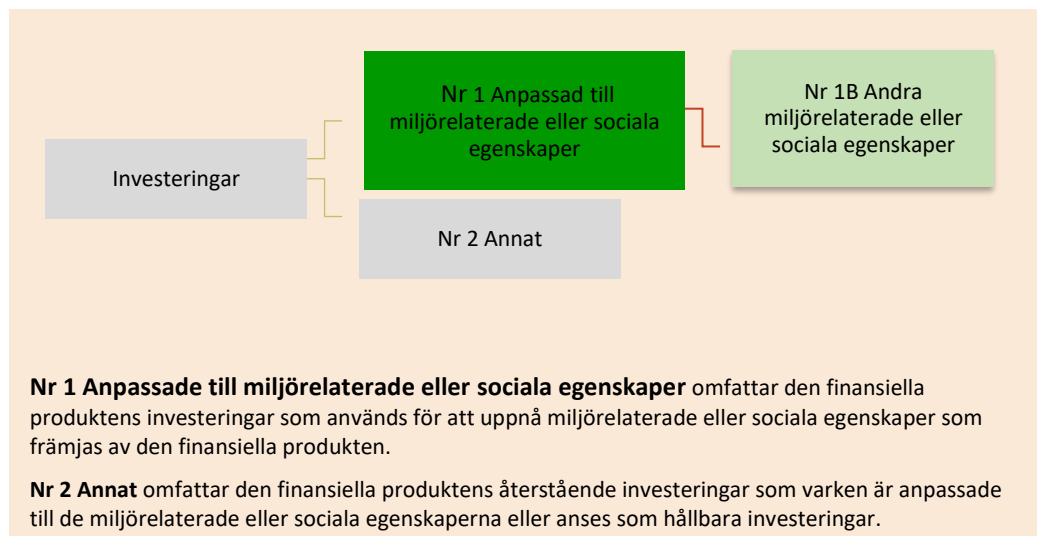 Nr 1 Anpassad till
miljörelaterade eller sociala
egenskaper
Nr 1B Andra
miljörelaterade eller
sociala egenskaper
Investeringar
Nr 2 Annat
Nr 1 Anpassade till miljörelaterade eller sociala egenskaper omfattar den finansiella
produktens investeringar som används för att uppnå miljörelaterade eller sociala egenskaper som
främjas av den finansiella produkten.
Nr 2 Annat omfattar den finansiella produktens återstående investeringar som varken är anpassade
till de miljörelaterade eller sociala egenskaperna eller anses som hållbara investeringar.